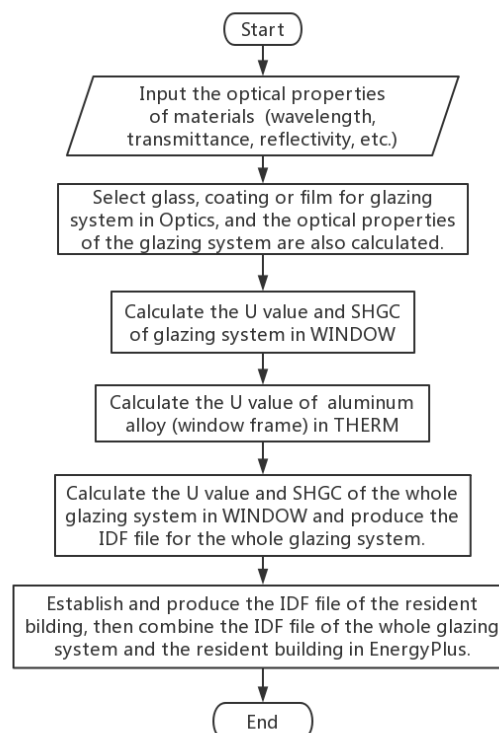 Start
Input the optical properties
of materials (wavelength,
transmittance, reflectivity, etc.)
Select glass, coating or film for glazing
system in Optics, and the optical properties
of the glazing system are also calculated.
Calculate the U value and SHGC
of glazing system in WINDOW
Calculate the U value of aluminum
alloy (window frame) in THERM
Calculate the U value and SHGC of the whole
glazing system in WINDOW and produce the
IDF file for the whole glazing system.
Establish and produce the IDF file of the resident
bilding, then combine the IDF file of the whole glazing
system and the resident building in EnergyPlus.
End